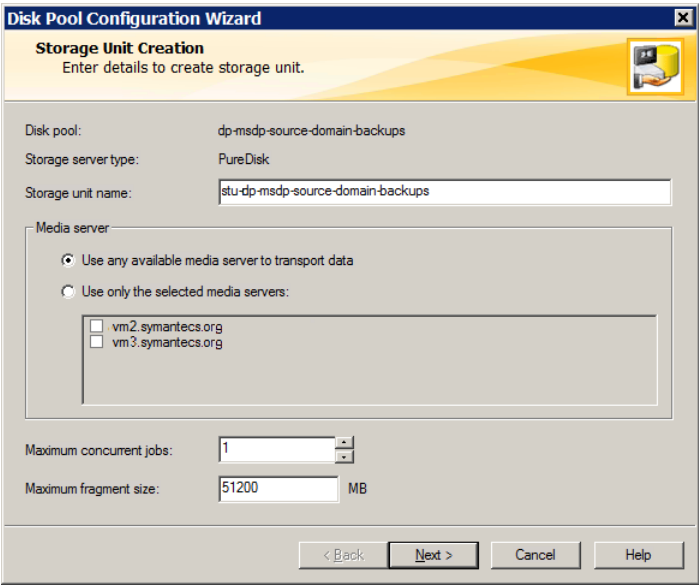 Disk Pool Configuration Wizard
Storage Unit Creation
Enter details to create storage unit.
Disk pool: dp-msdp-source-domain-backups
Storage server type: PureDisk
Storage unit name: stu-dp-msdp-source-domain-backups
Media server
Use any available media server to transport data
Use only the selected media servers:
vm2.symantecs.org
vm3.symantecs.org
Maximum concurrent jobs: 1
Maximum fragment size: 51200 MB
< Back Next > Cancel Help